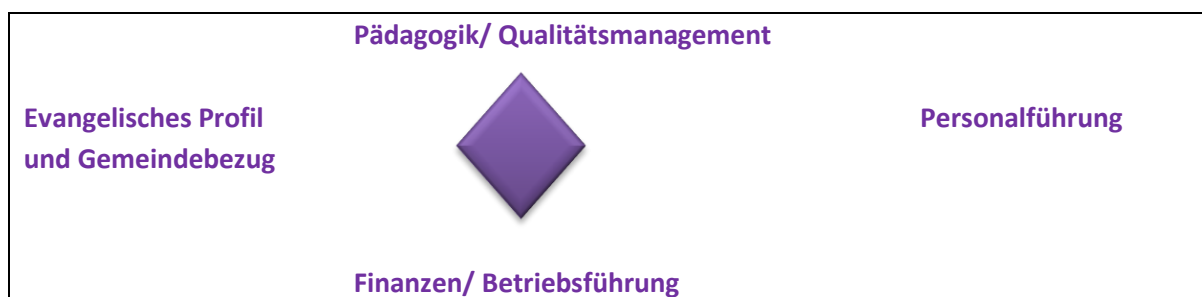 Pädagogik/ Qualitätsmanagement
Evangelisches Profil
und Gemeindebezug
Personalführung
Finanzen/ Betriebsführung